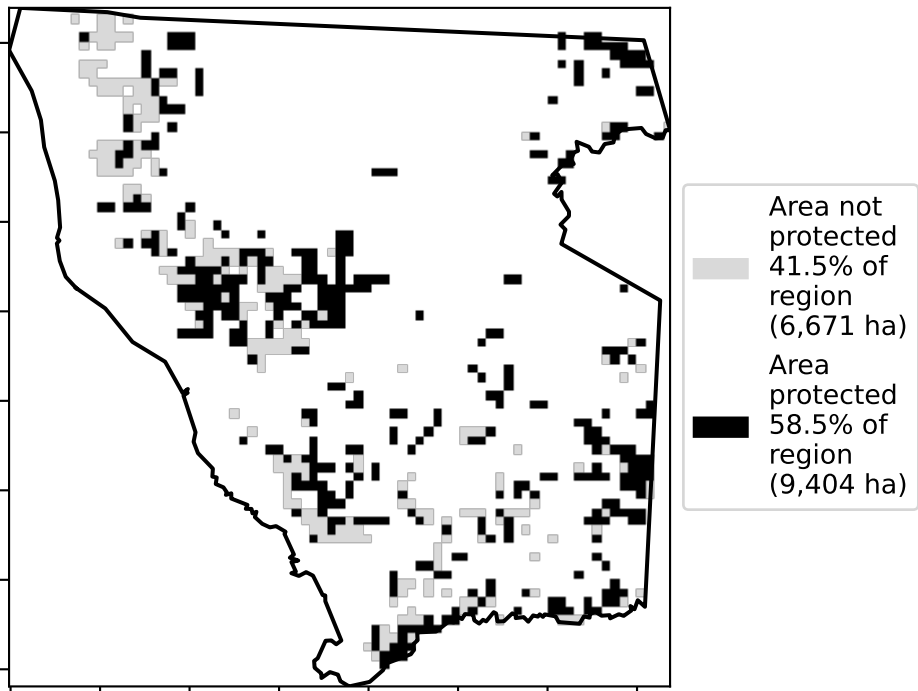 Area not
protected
41.5% of
region
(6,671 ha)
Area
protected
58.5% of
region
(9,404 ha)